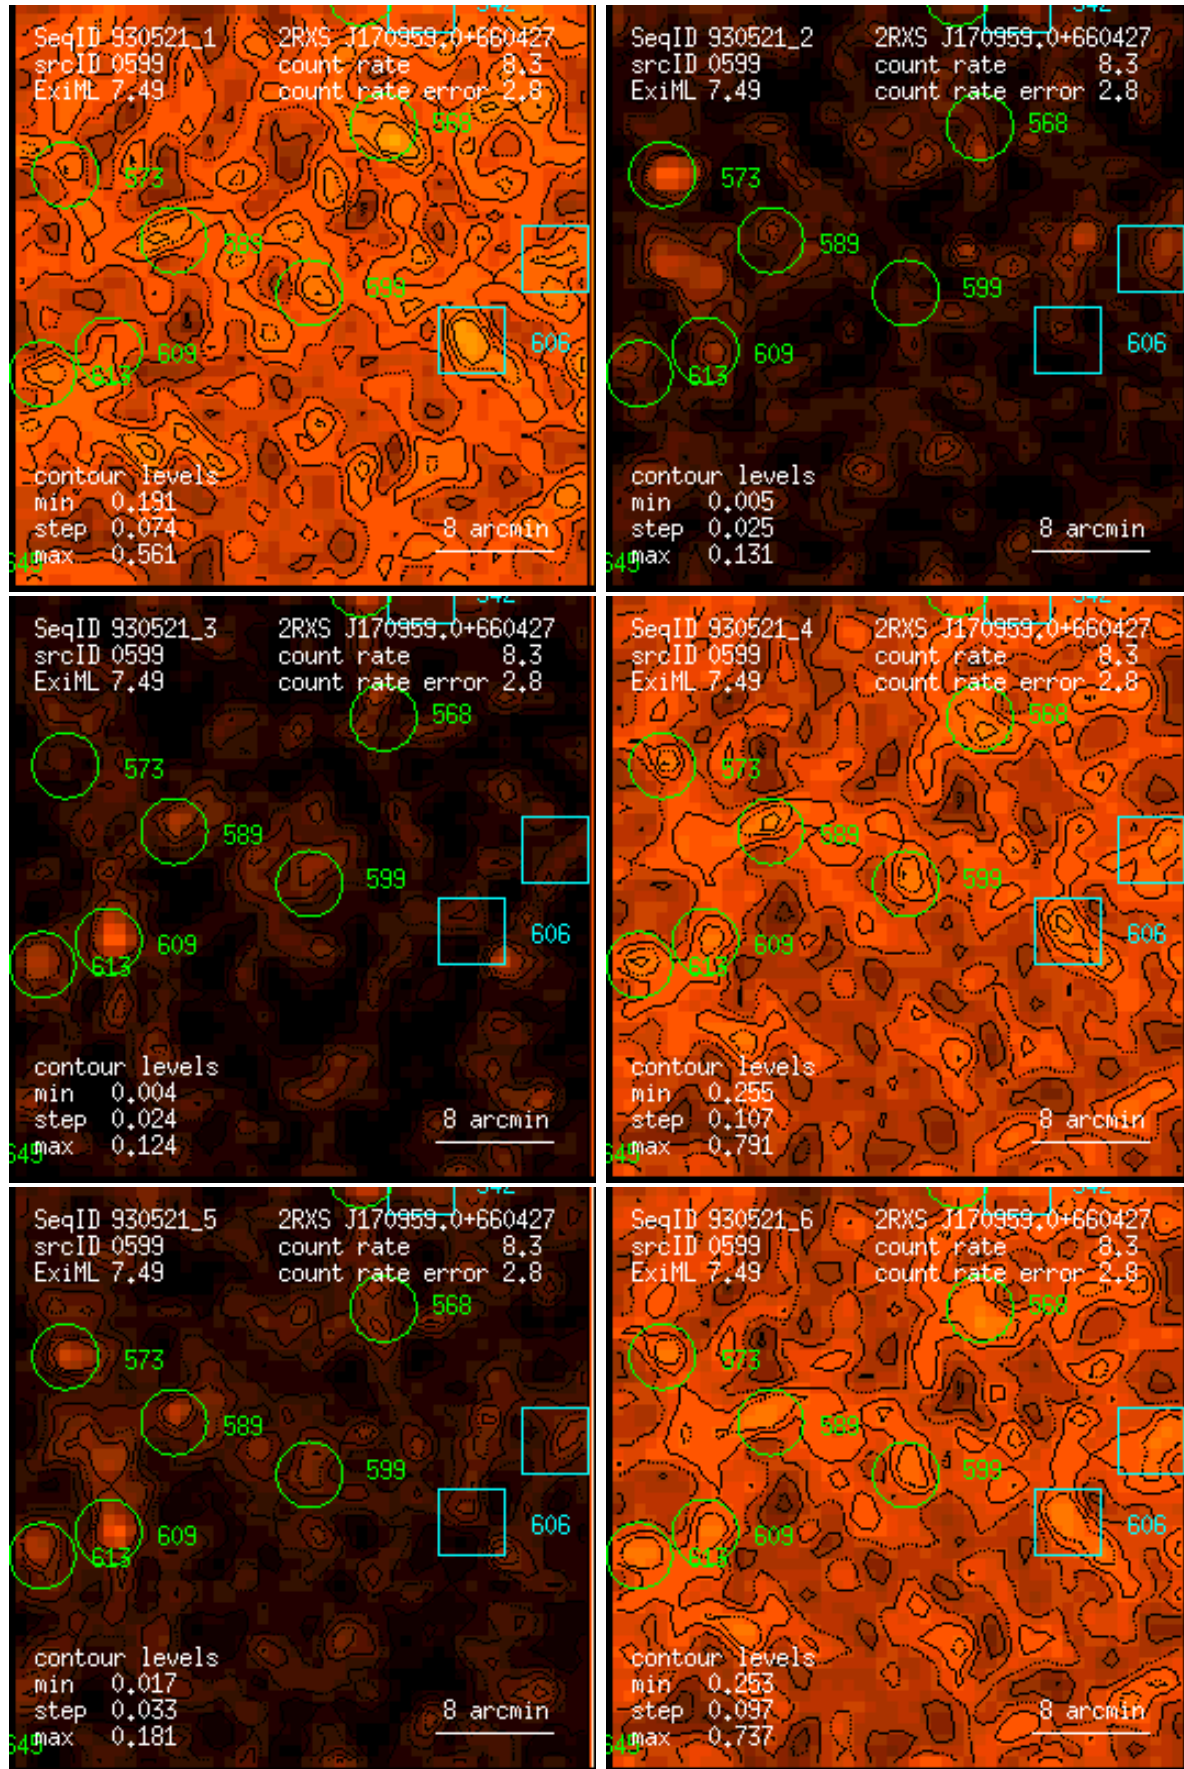 542
SeqID 930521_1 2RXS J170959.0+660427
srcID 0599 count rate 8.3
ExiML 7.49 count rate error 2.8
568
573
589
599
606
609
613
contour levels
min 0.191
step 0.074 8 arcmin
max 0.561
649
542
SeqID 930521_2 2RXS J170959.0+660427
srcID 0599 count rate 8.3
ExiML 7.49 count rate error 2.8
568
573
589
599
606
609
613
contour levels
min 0.005
step 0.025 8 arcmin
max 0.131
649
542
SeqID 930521_3 2RXS J170959.0+660427
srcID 0599 count rate 8.3
ExiML 7.49 count rate error 2.8
568
573
589
599
606
609
613
contour levels
min 0.004
step 0.024 8 arcmin
max 0.124
649
542
SeqID 930521_4 2RXS J170959.0+660427
srcID 0599 count rate 8.3
ExiML 7.49 count rate error 2.8
568
573
589
599
606
609
613
contour levels
min 0.255
step 0.107 8 arcmin
max 0.791
649
542
SeqID 930521_5 2RXS J170959.0+660427
srcID 0599 count rate 8.3
ExiML 7.49 count rate error 2.8
568
573
589
599
606
609
613
contour levels
min 0.017
step 0.033 8 arcmin
max 0.181
649
542
SeqID 930521_6 2RXS J170959.0+660427
srcID 0599 count rate 8.3
ExiML 7.49 count rate error 2.8
568
573
589
599
606
609
613
contour levels
min 0.253
step 0.097 8 arcmin
max 0.737
649